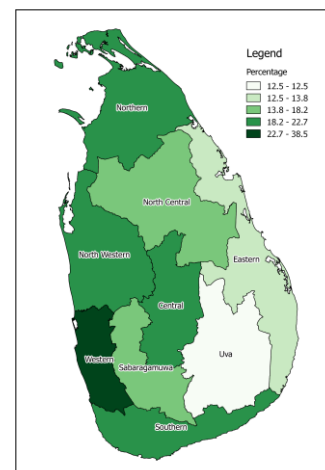 Legend
Percentage
12.5 - 12.5
12.5 - 13.8
13.8 - 18.2
18.2 - 22.7
22.7 - 38.5
Northern
North Central
North Western
Eastern
Central
Western
Uva
Sabaragamuwa
Southern